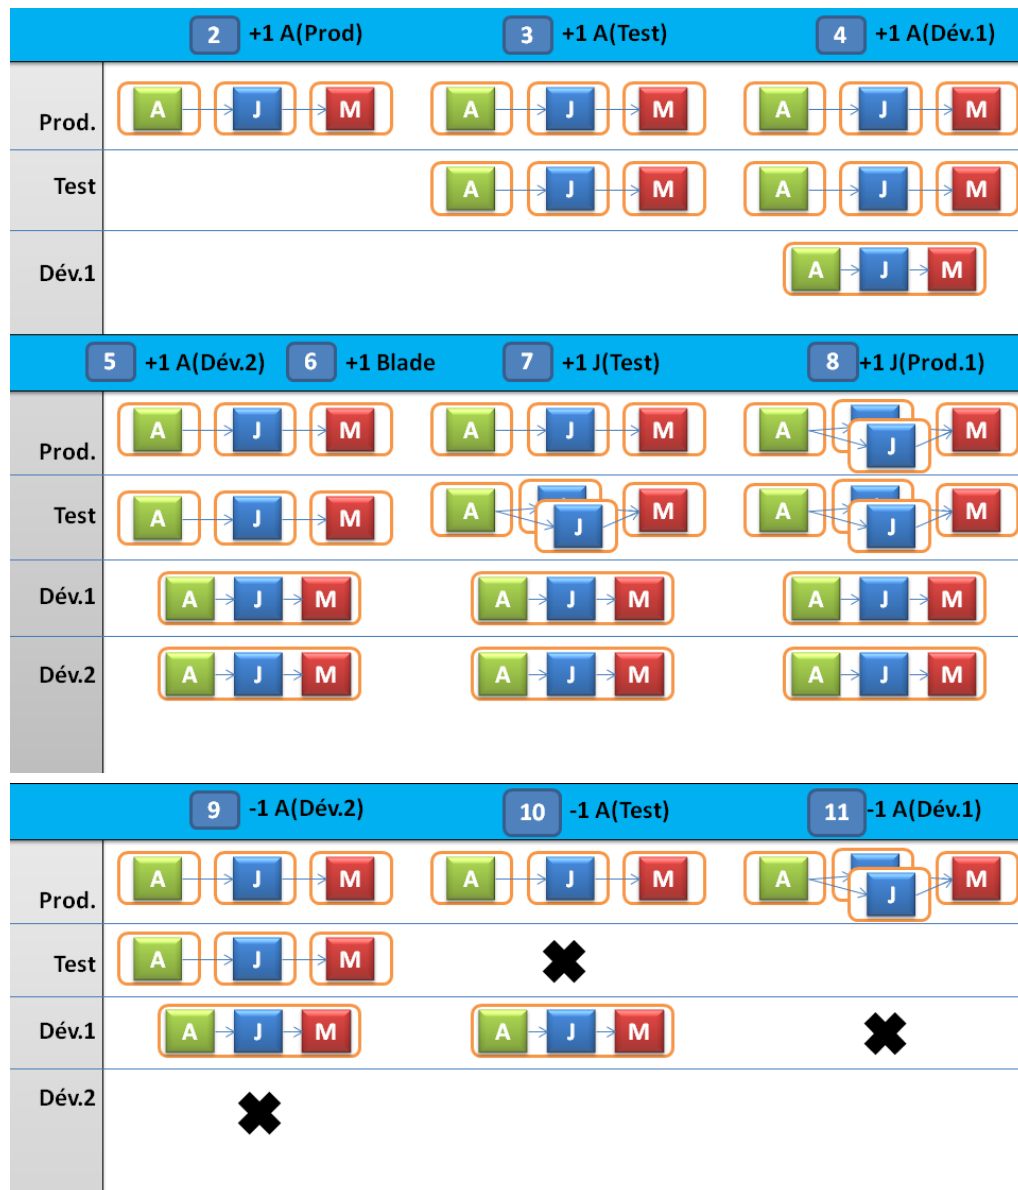 2 +1 A(Prod) 3 +1 A(Test) 4 +1 A(Dév.1)
Prod. A J M A J M A J M
Test A J M A J M
Dév.1 A J M
5 +1 A(Dév.2) 6 +1 Blade 7 +1 J(Test) 8 +1 J(Prod.1)
Prod. A J M A J M A J M
Test A J M A J M A J M
Dév.1 A J M A J M A J M
Dév.2 A J M A J M A J M
9 -1 A(Dév.2) 10 -1 A(Test) 11 -1 A(Dév.1)
Prod. A J M A J M A J M
Test A J M
Dév.1 A J M A J M
Dév.2